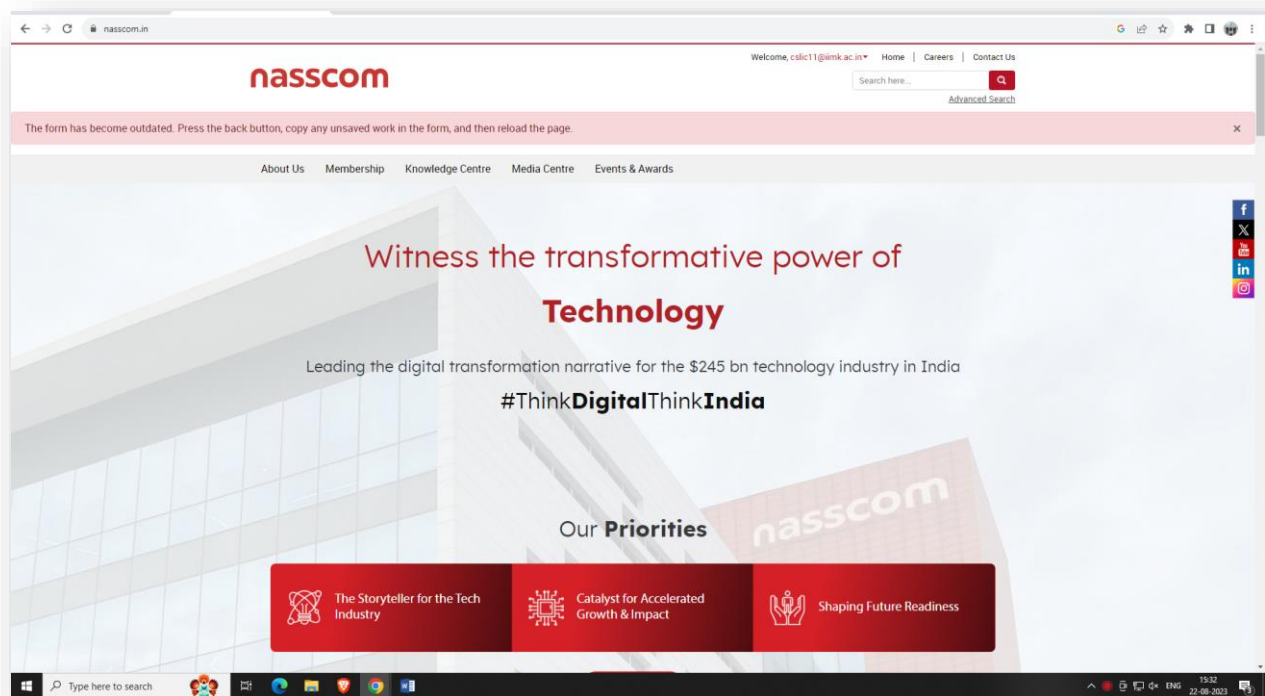 nasscom.in
Welcome, cslic11@iimk.ac.in Home | Careers | Contact Us
nasscom
Search here...
Advanced Search
The form has become outdated. Press the back button, copy any unsaved work in the form, and then reload the page. ×
About Us Membership Knowledge Centre Media Centre Events & Awards
Witness the transformative power of
Technology
Leading the digital transformation narrative for the $245 bn technology industry in India
#ThinkDigitalThinkIndia
nasscom
Our Priorities
The Storyteller for the Tech
Industry
Catalyst for Accelerated
Growth & Impact
Shaping Future Readiness
Type here to search
ENG
15:32
22-08-2023